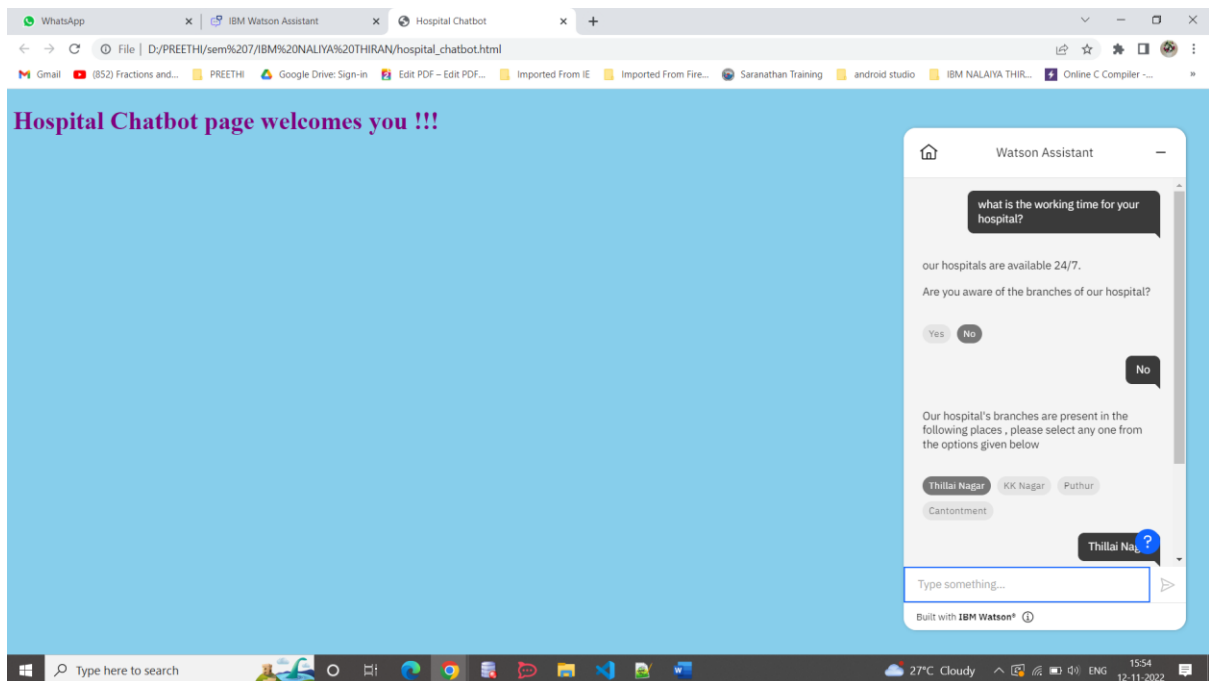 WhatsApp
IBM Watson Assistant
Hospital Chatbot
File | D:/PREETHI/sem%207/IBM%20NALIYA%20THIRAN/hospital_chatbot.html
Gmail
(852) Fractions and...
PREETHI
Google Drive: Sign-in
Edit PDF – Edit PDF...
Imported From IE
Imported From Fire...
Saranathan Training
android studio
IBM NALAIYA THIR...
Online C Compiler -...
»
Hospital Chatbot page welcomes you !!!
Watson Assistant
what is the working time for your
hospital?
our hospitals are available 24/7.
Are you aware of the branches of our hospital?
Yes No
No
Our hospital's branches are present in the
following places , please select any one from
the options given below
Thillai Nagar KK Nagar Puthur
Cantontment
Thillai Nag
?
Type something...
Built with IBM Watson®
Type here to search
27°C Cloudy
ENG
15:54
12-11-2022